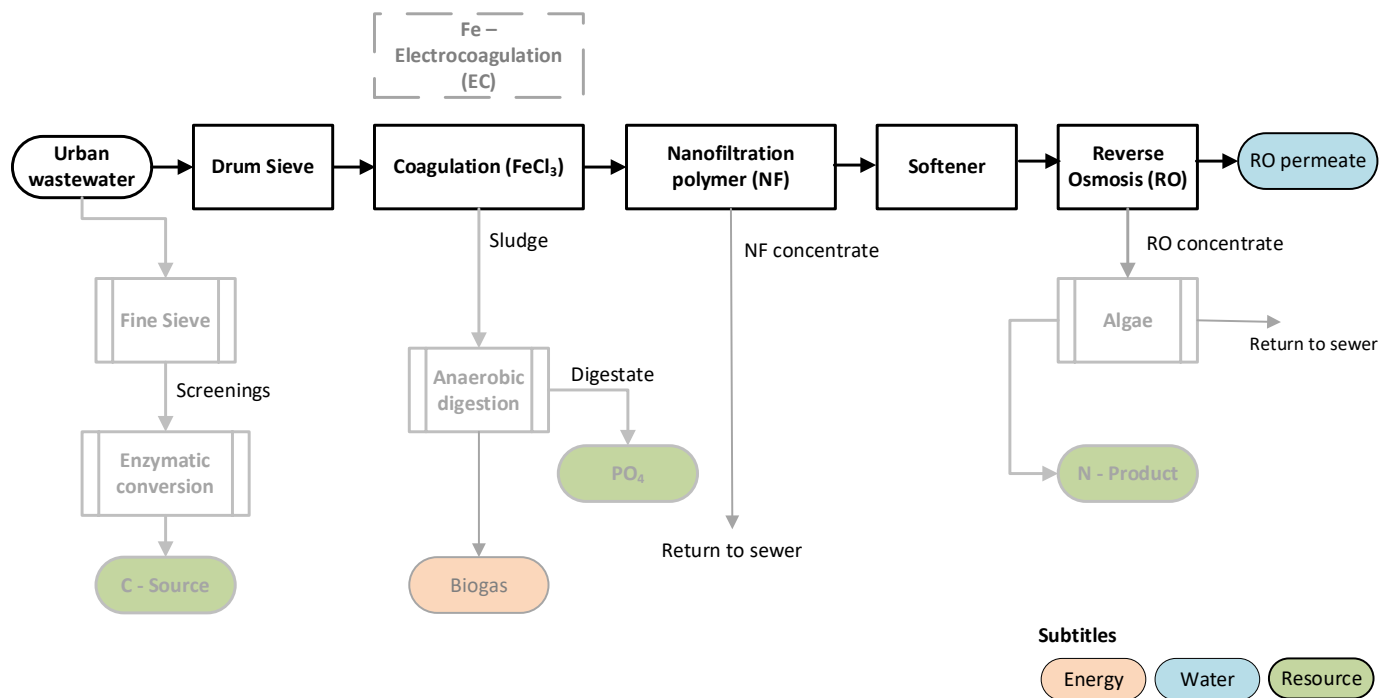 Fe –
Electrocoagulation
(EC)
Urban
wastewater
Drum Sieve
Coagulation (FeCl₃)
Nanofiltration
polymer (NF)
Softener
Reverse
Osmosis (RO)
RO permeate
Sludge
NF concentrate
RO concentrate
Fine Sieve
Algae
Return to sewer
Screenings
Anaerobic
digestion
Digestate
Enzymatic
conversion
PO₄
N - Product
Return to sewer
C - Source
Biogas
Subtitles
Energy
Water
Resource